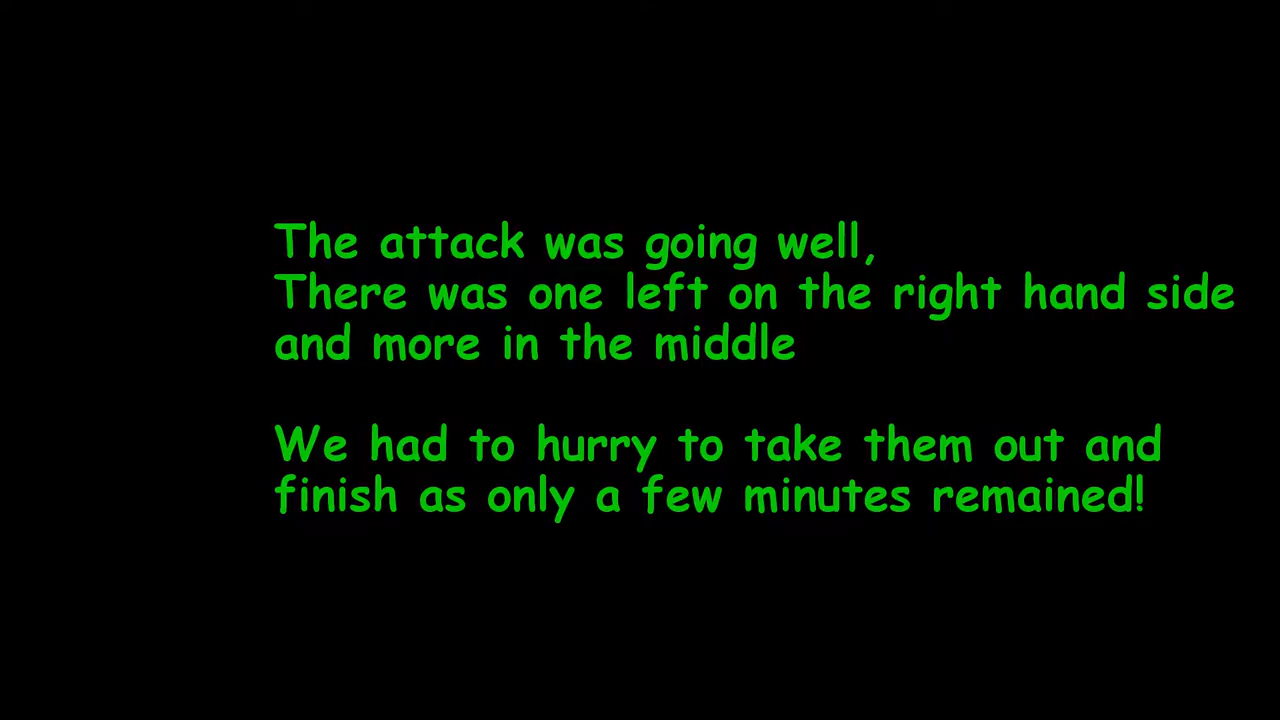 The attack was going well,
There was one left on the right hand side
and more in the middle
We had to hurry to take them out and
finish as only a few minutes remained!